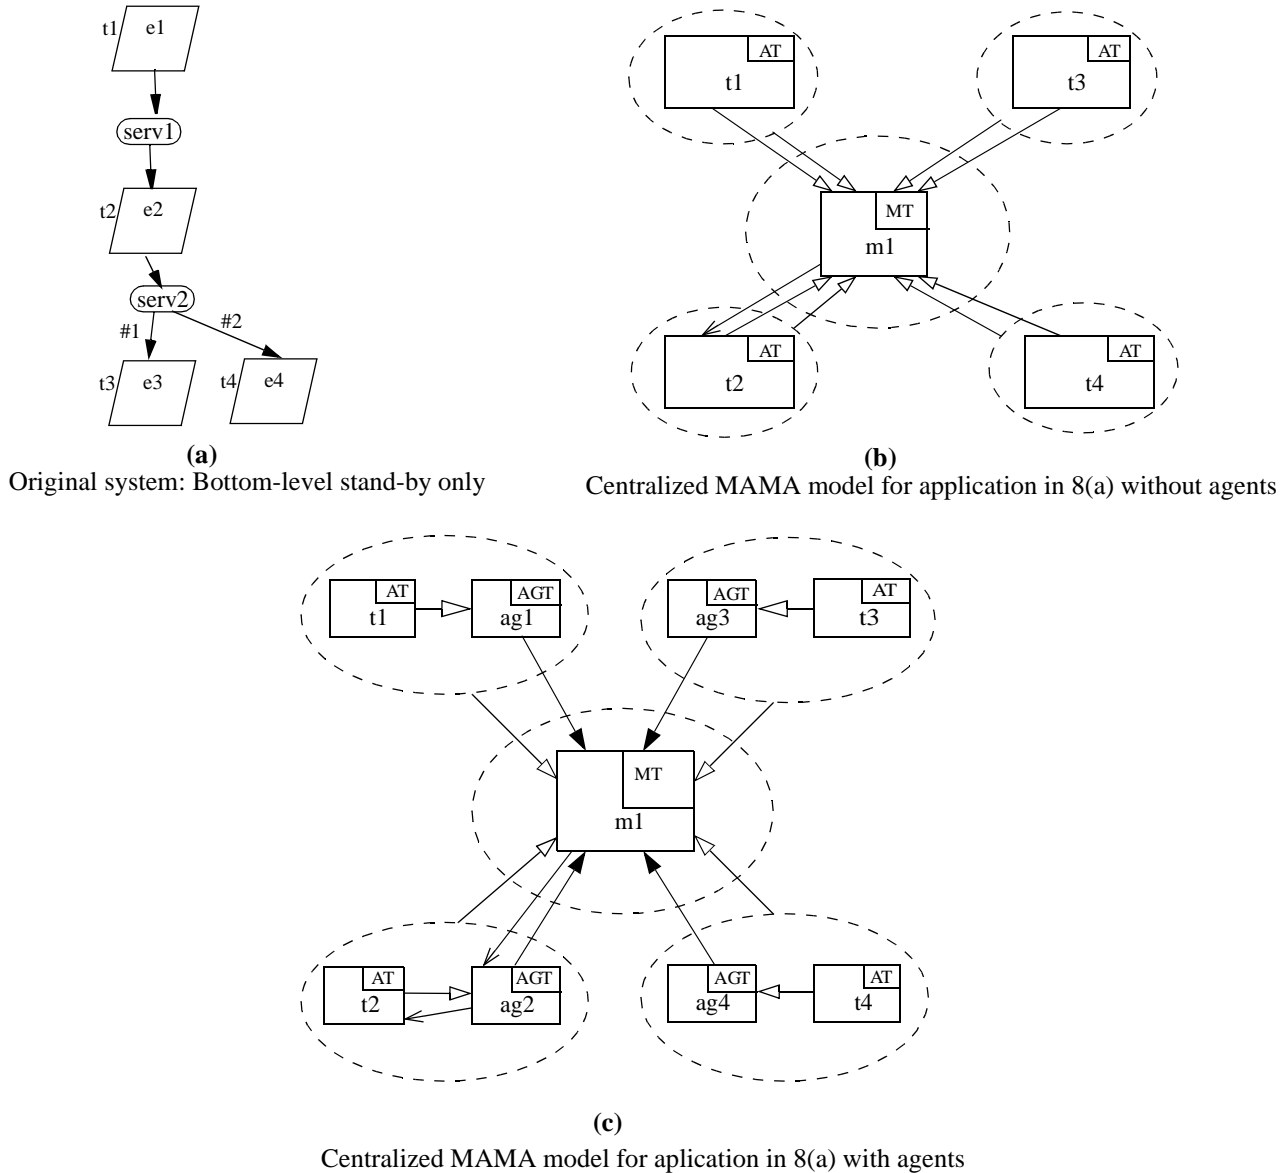 t1 e1
serv1
t2 e2
serv2
#1 #2
t3 e3 t4 e4
(a)
Original system: Bottom-level stand-by only
AT
t1
AT
t3
MT
m1
AT
t2
AT
t4
(b)
Centralized MAMA model for application in 8(a) without agents
AT
t1
AGT
ag1
AGT
ag3
AT
t3
MT
m1
AT
t2
AGT
ag2
AGT
ag4
AT
t4
(c)
Centralized MAMA model for aplication in 8(a) with agents